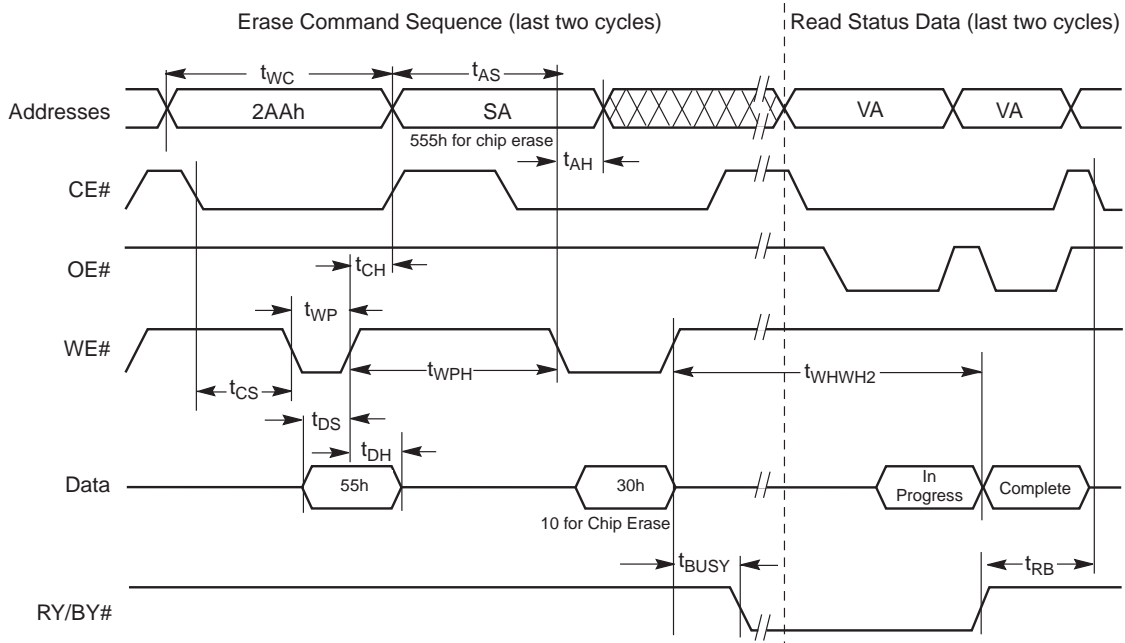 Erase Command Sequence (last two cycles)
Read Status Data (last two cycles)
tWC
tAS
Addresses
2AAh
SA
VA
VA
555h for chip erase
tAH
CE#
OE#
tCH
tWP
WE#
tWPH
tWHWH2
tCS
tDS
tDH
Data
55h
30h
In
Progress
Complete
10 for Chip Erase
tBUSY
tRB
RY/BY#